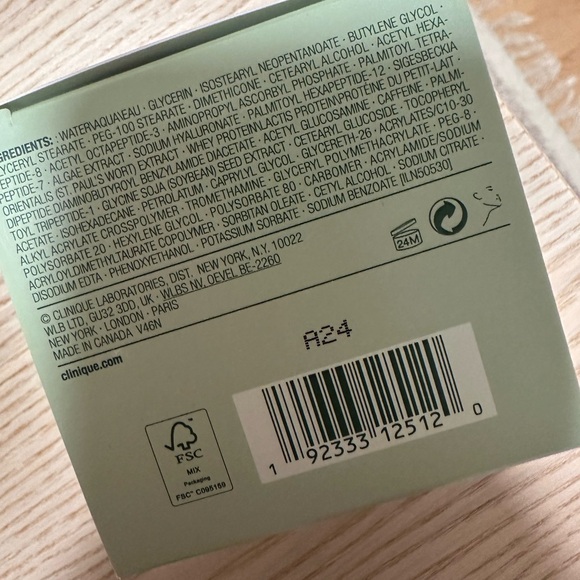 GREDIENTS: WATER\AQUA\EAU · GLYCERIN · ISOSTEARYL NEOPENTANOATE · BUTYLENE GLYCOL ·
LYCERYL STEARATE · PEG-100 STEARATE · DIMETHICONE · CETEARYL ALCOHOL · ACETYL HEXA-
PEPTIDE-8 · ACETYL OCTAPEPTIDE-3 · AMINOPROPYL ASCORBYL PHOSPHATE · PALMITOYL TETRA-
PEPTIDE-7 · ALGAE EXTRACT · SODIUM HYALURONATE · PALMITOYL HEXAPEPTIDE-12 · SIGESBECKIA
ORIENTALIS (ST. PAUL'S WORT) EXTRACT · WHEY PROTEIN\LACTIS PROTEIN\PROTÉINE DU PETIT-LAIT ·
DIPEPTIDE DIAMINOBUTYROYL BENZYLAMIDE DIACETATE · ACETYL GLUCOSAMINE · CAFFEINE · PALMI-
TOYL TRIPEPTIDE-1 · GLYCINE SOJA (SOYBEAN) SEED EXTRACT · CETEARYL GLUCOSIDE · TOCOPHERYL
ACETATE · ISOHEXADECANE · PETROLATUM · CAPRYLYL GLYCOL · GLYCERETH-26 · ACRYLATES/C10-30
ALKYL ACRYLATE CROSSPOLYMER · TROMETHAMINE · GLYCERYL POLYMETHACRYLATE · PEG-8 ·
POLYSORBATE 20 · HEXYLENE GLYCOL · POLYSORBATE 80 · CARBOMER · ACRYLAMIDE/SODIUM
ACRYLOYLDIMETHYLTAURATE COPOLYMER · SORBITAN OLEATE · CETYL ALCOHOL · SODIUM CITRATE ·
DISODIUM EDTA · PHENOXYETHANOL · POTASSIUM SORBATE · SODIUM BENZOATE [ILN50530]
© CLINIQUE LABORATORIES, DIST. NEW YORK, N.Y. 10022
WLB LTD, GU32 3DD, UK · WLBS NV, OEVEL, BE-2260
NEW YORK · LONDON · PARIS
MADE IN CANADA V46N
24M
clinique.com
A24
FSC
MIX
Packaging
FSC™ C095159
1 92333 12512 0